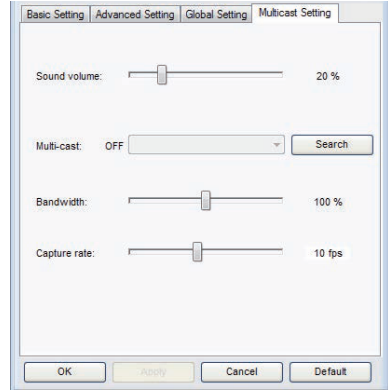 Basic Setting Advanced Setting Global Setting Multicast Setting
Sound volume: 20 %
Multi-cast: OFF Search
Bandwidth: 100 %
Capture rate: 10 fps
OK Apply Cancel Default